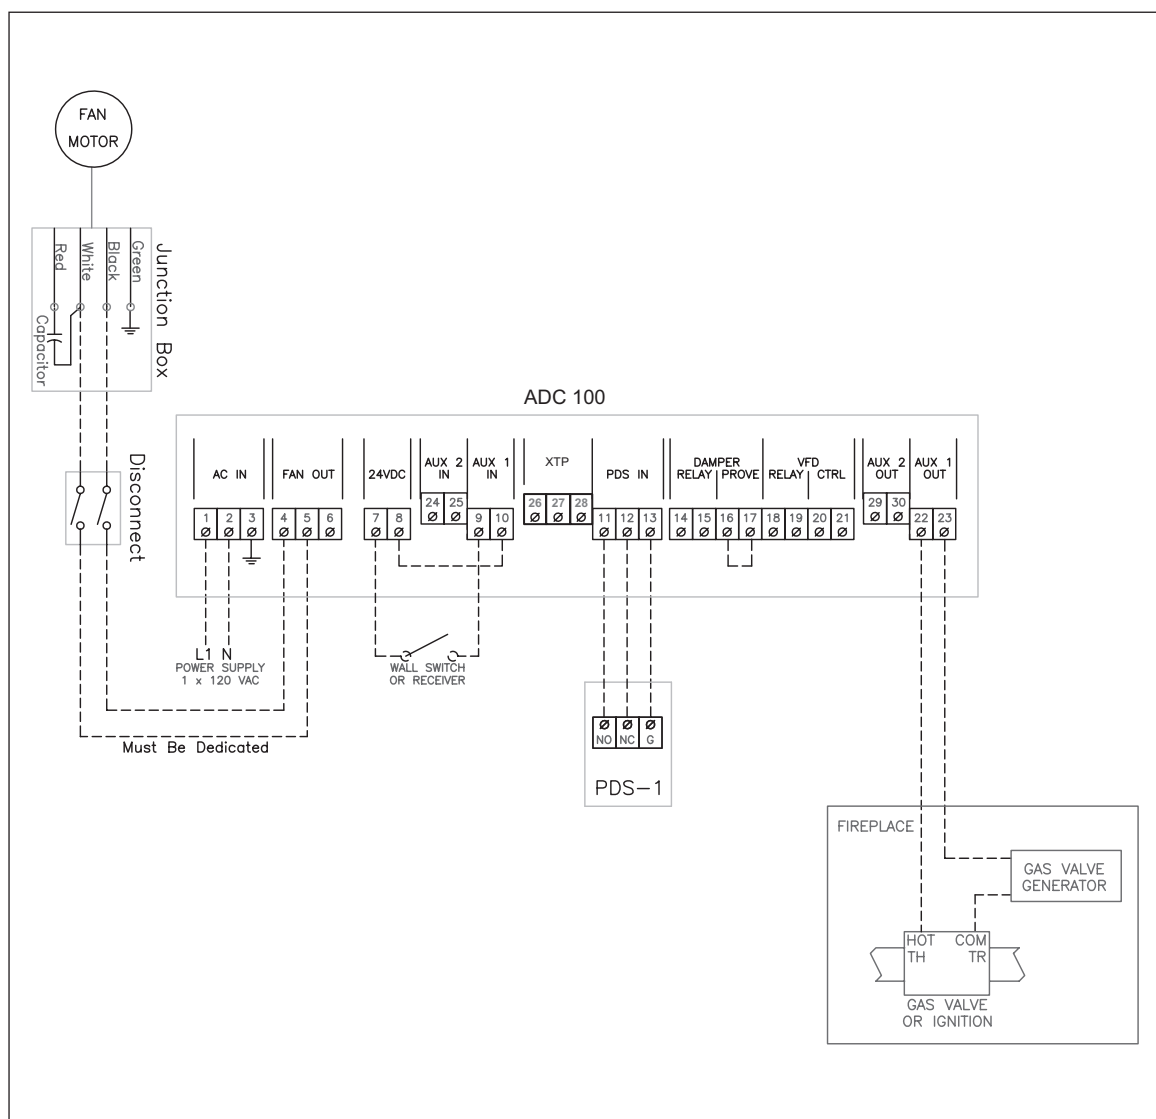 FAN
MOTOR
Red
White
Black
Green
Junction Box
Capacitor
Disconnect
ADC 100
AC IN
FAN OUT
24VDC
AUX 2
IN
AUX 1
IN
XTP
PDS IN
DAMPER
RELAY PROVE
VFD
RELAY CTRL
AUX 2
OUT
AUX 1
OUT
1 2 3
4 5 6
7 8
24 25
9 10
26 27 28
11 12 13
14 15 16 17
18 19 20 21
29 30
22 23
L1 N
POWER SUPPLY
1 x 120 VAC
WALL SWITCH
OR RECEIVER
Must Be Dedicated
NO NC G
PDS-1
FIREPLACE
GAS VALVE
GENERATOR
HOT COM
TH TR
GAS VALVE
OR IGNITION